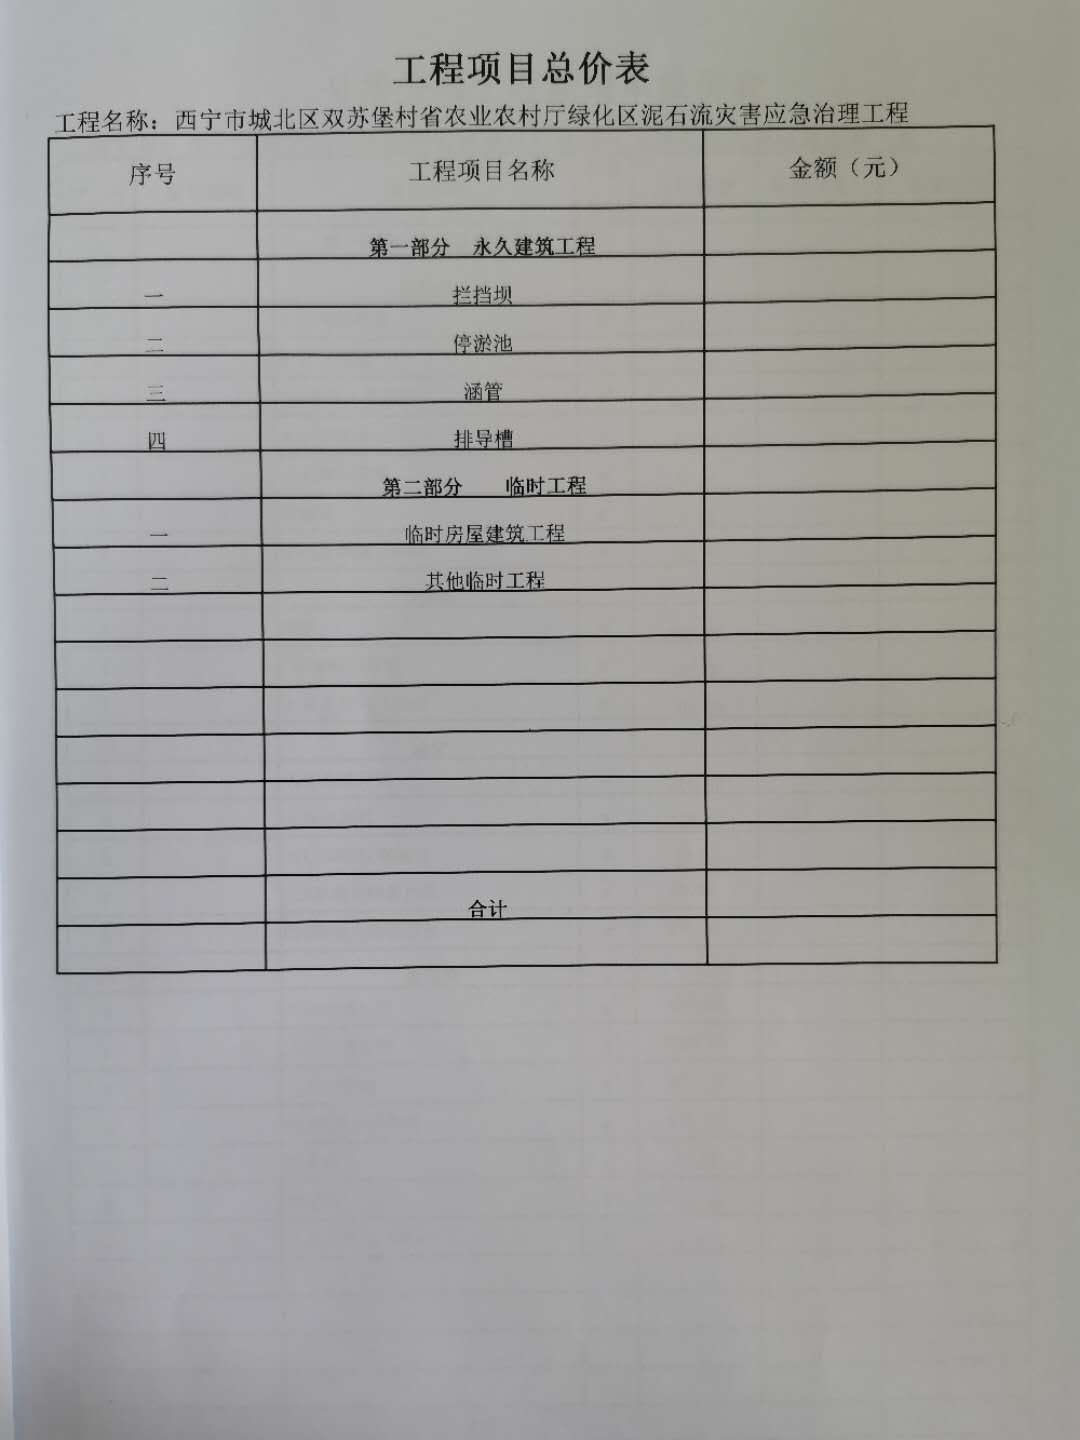 工程项目总价表
工程名称：西宁市城北区双苏堡村省农业农村厅绿化区泥石流灾害应急治理工程
序号 工程项目名称 金额（元）
第一部分 永久建筑工程
一 拦挡坝
二 停淤池
三 涵管
四 排导槽
第二部分 临时工程
一 临时房屋建筑工程
二 其他临时工程
合计